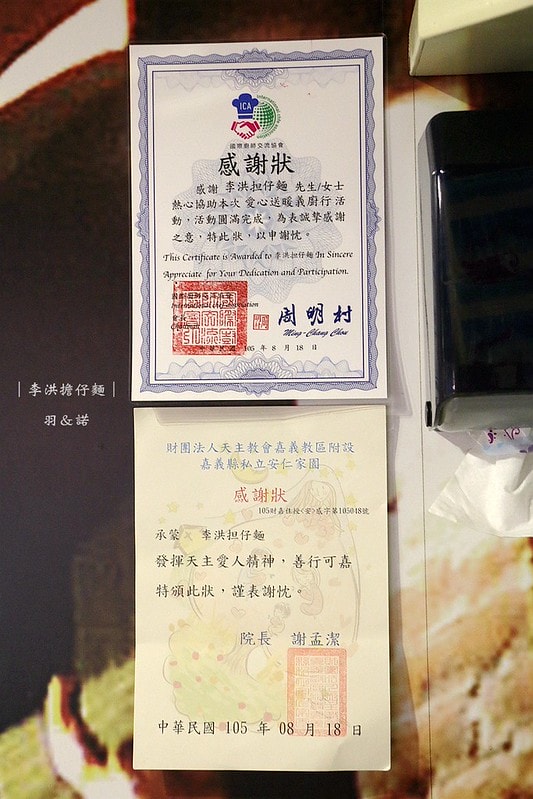 ICA
國際廚師交流協會
感謝狀
感謝 李洪担仔麵 先生/女士
熱心協助本次 愛心送暖義廚行 活
動，活動圓滿完成，為表誠摯感謝
之意，特此狀，以申謝忱。
This Certificate is Awarded to 李洪担仔麵 In Sincere
Appreciate for Your Dedication and Participation.
周明村
Ming-Chang Chou
105 年 8 月 18 日
｜李洪擔仔麵｜
羽＆諾
財團法人天主教會嘉義教區附設
嘉義縣私立安仁家園
感謝狀
105財嘉仕授<安>感字第105048號
承蒙 李洪担仔麵
發揮天主愛人精神，善行可嘉
特頒此狀，謹表謝忱。
院長 謝孟潔
中華民國 105 年 08 月 18 日